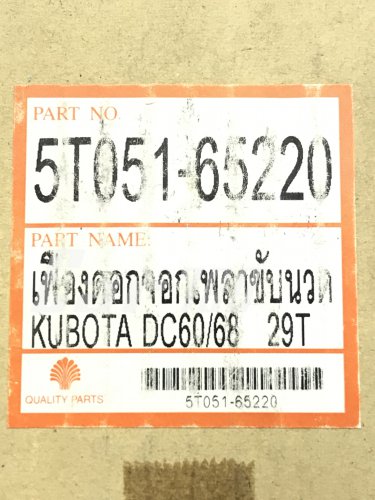 PART NO.
5T051-65220
PART NAME:
เฟืองดอกจอกเพลาขับนวด
KUBOTA DC60/68 29T
QUALITY PARTS
5T051-65220